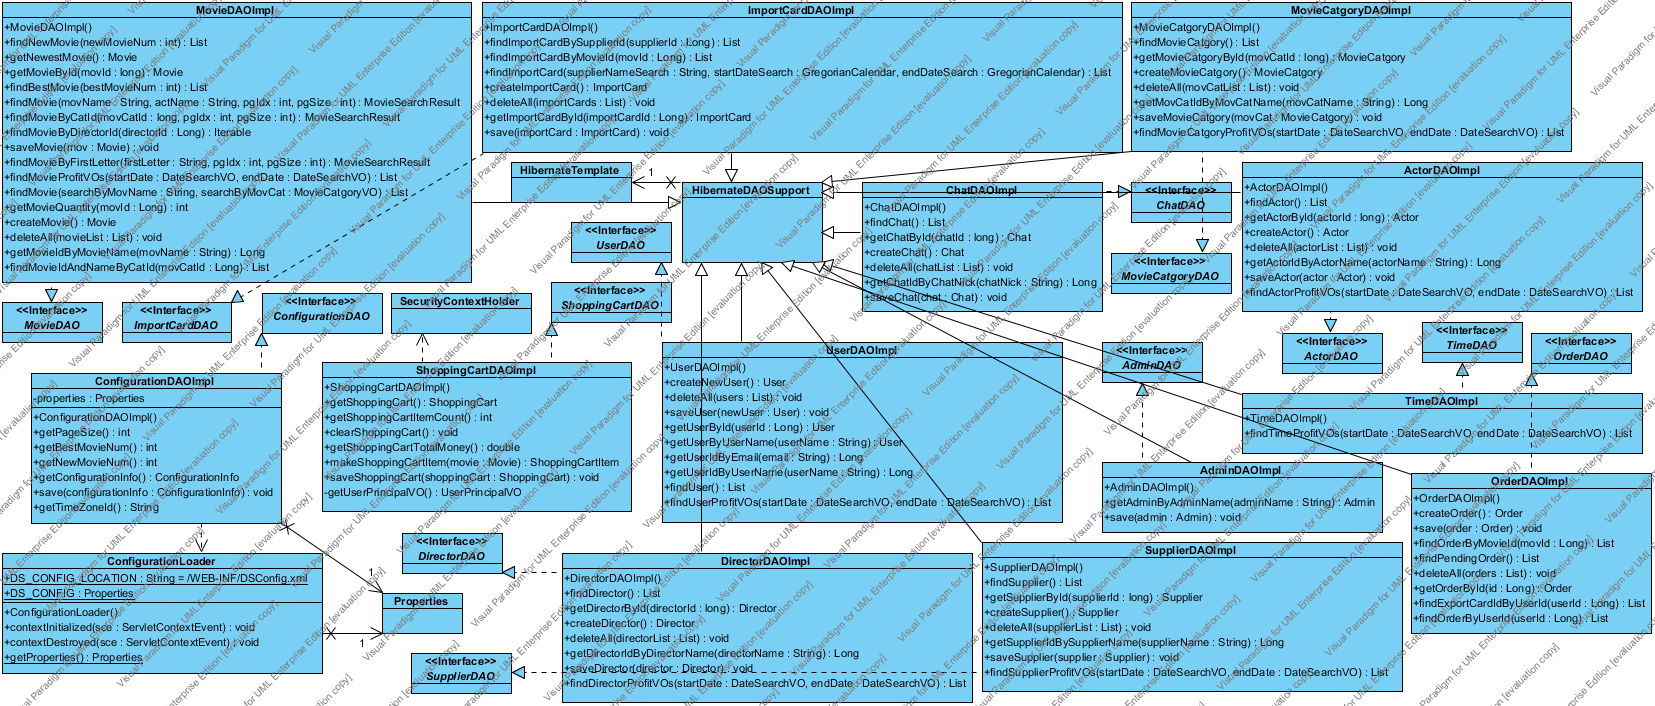 MovieDAOImpl
+MovieDAOImpl()
+findNewMovie(newMovieNum : int) : List
+getNewestMovie() : Movie
+getMovieById(movId : long) : Movie
+findBestMovie(bestMovieNum : int) : List
+findMovie(movName : String, actName : String, pgIdx : int, pgSize : int) : MovieSearchResult
+findMovieByCatId(movCatId : long, pgIdx : int, pgSize : int) : MovieSearchResult
+findMovieByDirectorId(directorId : Long) : Iterable
+saveMovie(mov : Movie) : void
+findMovieByFirstLetter(firstLetter : String, pgIdx : int, pgSize : int) : MovieSearchResult
+findMovieProfitVOs(startDate : DateSearchVO, endDate : DateSearchVO) : List
+findMovie(searchByMovName : String, searchByMovCat : MovieCatgoryVO) : List
+getMovieQuantity(movId : Long) : int
+createMovie() : Movie
+deleteAll(movieList : List) : void
+getMovieIdByMovieName(movName : String) : Long
+findMovieIdAndNameByCatId(movCatId : Long) : List
ImportCardDAOImpl
+ImportCardDAOImpl()
+findImportCardBySupplierId(supplierId : Long) : List
+findImportCardByMovieId(movId : Long) : List
+findImportCard(supplierNameSearch : String, startDateSearch : GregorianCalendar, endDateSearch : GregorianCalendar) : List
+createImportCard() : ImportCard
+deleteAll(importCards : List) : void
+getImportCardById(importCardId : Long) : ImportCard
+save(importCard : ImportCard) : void
MovieCatgoryDAOImpl
+MovieCatgoryDAOImpl()
+findMovieCatgory() : List
+getMovieCatgoryById(movCatId : long) : MovieCatgory
+createMovieCatgory() : MovieCatgory
+deleteAll(movCatList : List) : void
+getMovCatIdByMovCatName(movCatName : String) : Long
+saveMovieCatgory(movCat : MovieCatgory) : void
+findMovieCatgoryProfitVOs(startDate : DateSearchVO, endDate : DateSearchVO) : List
HibernateTemplate
1
HibernateDAOSupport
<<Interface>>
UserDAO
ChatDAOImpl
+ChatDAOImpl()
+findChat() : List
+getChatById(chatId : long) : Chat
+createChat() : Chat
+deleteAll(chatList : List) : void
+getChatIdByChatNick(chatNick : String) : Long
+saveChat(chat : Chat) : void
<<Interface>>
ChatDAO
<<Interface>>
MovieCatgoryDAO
ActorDAOImpl
+ActorDAOImpl()
+findActor() : List
+getActorById(actorId : long) : Actor
+createActor() : Actor
+deleteAll(actorList : List) : void
+getActorIdByActorName(actorName : String) : Long
+saveActor(actor : Actor) : void
+findActorProfitVOs(startDate : DateSearchVO, endDate : DateSearchVO) : List
<<Interface>>
MovieDAO
<<Interface>>
ImportCardDAO
<<Interface>>
ConfigurationDAO
SecurityContextHolder
<<Interface>>
ShoppingCartDAO
<<Interface>>
ActorDAO
<<Interface>>
TimeDAO
<<Interface>>
OrderDAO
ConfigurationDAOImpl
-properties : Properties
+ConfigurationDAOImpl()
+getPageSize() : int
+getBestMovieNum() : int
+getNewMovieNum() : int
+getConfigurationInfo() : ConfigurationInfo
+save(configurationInfo : ConfigurationInfo) : void
+getTimeZoneId() : String
ShoppingCartDAOImpl
+ShoppingCartDAOImpl()
+getShoppingCart() : ShoppingCart
+getShoppingCartItemCount() : int
+clearShoppingCart() : void
+getShoppingCartTotalMoney() : double
+makeShoppingCartItem(movie : Movie) : ShoppingCartItem
+saveShoppingCart(shoppingCart : ShoppingCart) : void
-getUserPrincipalVO() : UserPrincipalVO
UserDAOImpl
+UserDAOImpl()
+createNewUser() : User
+deleteAll(users : List) : void
+saveUser(newUser : User) : void
+getUserById(userId : Long) : User
+getUserByUserName(userName : String) : User
+getUserIdByEmail(email : String) : Long
+getUserIdByUserName(userName : String) : Long
+findUser() : List
+findUserProfitVOs(startDate : DateSearchVO, endDate : DateSearchVO) : List
<<Interface>>
AdminDAO
TimeDAOImpl
+TimeDAOImpl()
+findTimeProfitVOs(startDate : DateSearchVO, endDate : DateSearchVO) : List
AdminDAOImpl
+AdminDAOImpl()
+getAdminByAdminName(adminName : String) : Admin
+save(admin : Admin) : void
OrderDAOImpl
+OrderDAOImpl()
+createOrder() : Order
+save(order : Order) : void
+findOrderByMovieId(movId : Long) : List
+findPendingOrder() : List
+deleteAll(orders : List) : void
+getOrderById(id : Long) : Order
+findExportCardIdByUserId(userId : Long) : List
+findOrderByUserId(userId : Long) : List
ConfigurationLoader
+DS_CONFIG_LOCATION : String = /WEB-INF/DSConfig.xml
+DS_CONFIG : Properties
+ConfigurationLoader()
+contextInitialized(sce : ServletContextEvent) : void
+contextDestroyed(sce : ServletContextEvent) : void
+getProperties() : Properties
1
Properties
1
<<Interface>>
DirectorDAO
<<Interface>>
SupplierDAO
DirectorDAOImpl
+DirectorDAOImpl()
+findDirector() : List
+getDirectorById(directorId : long) : Director
+createDirector() : Director
+deleteAll(directorList : List) : void
+getDirectorIdByDirectorName(directorName : String) : Long
+saveDirector(director : Director) : void
+findDirectorProfitVOs(startDate : DateSearchVO, endDate : DateSearchVO) : List
SupplierDAOImpl
+SupplierDAOImpl()
+findSupplier() : List
+getSupplierById(supplierId : long) : Supplier
+createSupplier() : Supplier
+deleteAll(supplierList : List) : void
+getSupplierIdBySupplierName(supplierName : String) : Long
+saveSupplier(supplier : Supplier) : void
+findSupplierProfitVOs(startDate : DateSearchVO, endDate : DateSearchVO) : List
Visual Paradigm for UML Enterprise Edition [evaluation copy]